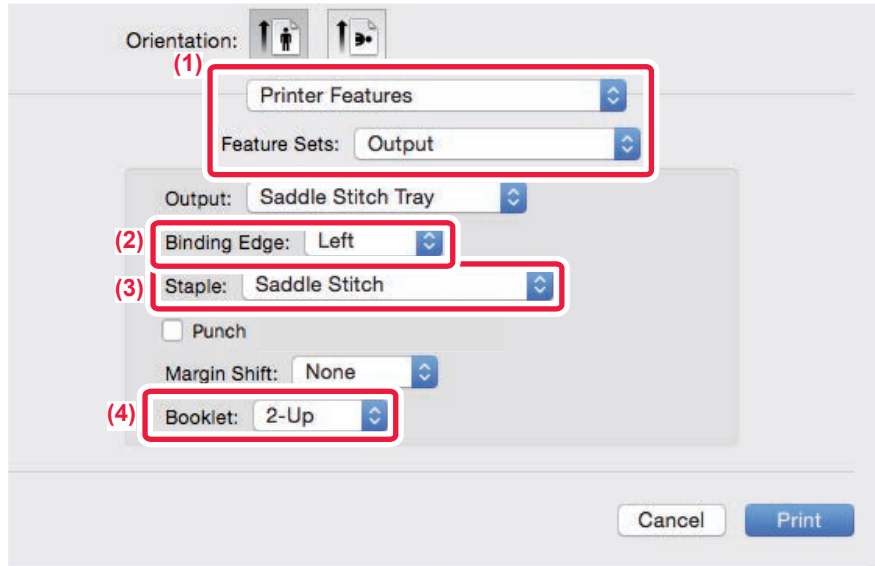 Orientation:
(1)
Printer Features
Feature Sets: Output
Output: Saddle Stitch Tray
(2) Binding Edge: Left
(3) Staple: Saddle Stitch
Punch
Margin Shift: None
(4) Booklet: 2-Up
Cancel Print